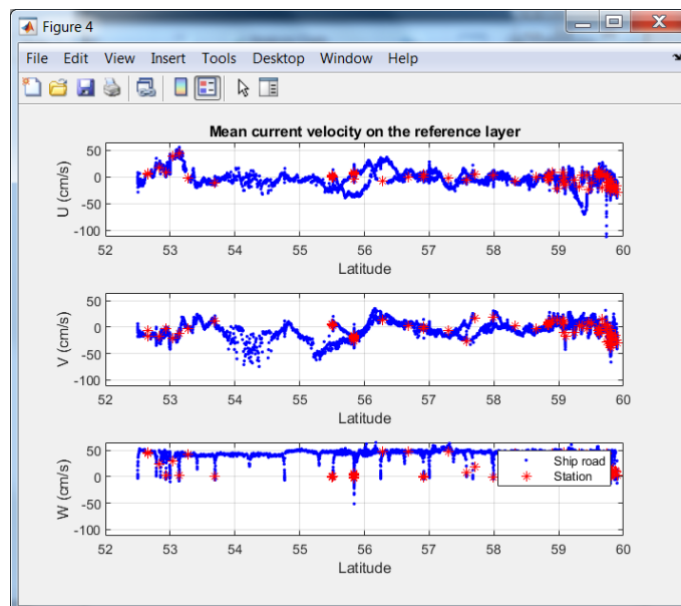 Figure 4
File Edit View Insert Tools Desktop Window Help
Mean current velocity on the reference layer
50
0
-50
-100
U (cm/s)
52 53 54 55 56 57 58 59 60
Latitude
50
0
-50
-100
V (cm/s)
52 53 54 55 56 57 58 59 60
Latitude
50
0
-50
-100
W (cm/s)
Ship road
Station
52 53 54 55 56 57 58 59 60
Latitude